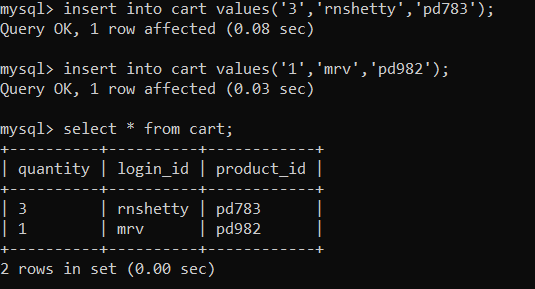 mysql> insert into cart values('3','rnshetty','pd783');
Query OK, 1 row affected (0.08 sec)
mysql> insert into cart values('1','mrv','pd982');
Query OK, 1 row affected (0.03 sec)
mysql> select * from cart;
+----------+----------+------------+
| quantity | login_id | product_id |
+----------+----------+------------+
| 3        | rnshetty | pd783      |
| 1        | mrv      | pd982      |
+----------+----------+------------+
2 rows in set (0.00 sec)